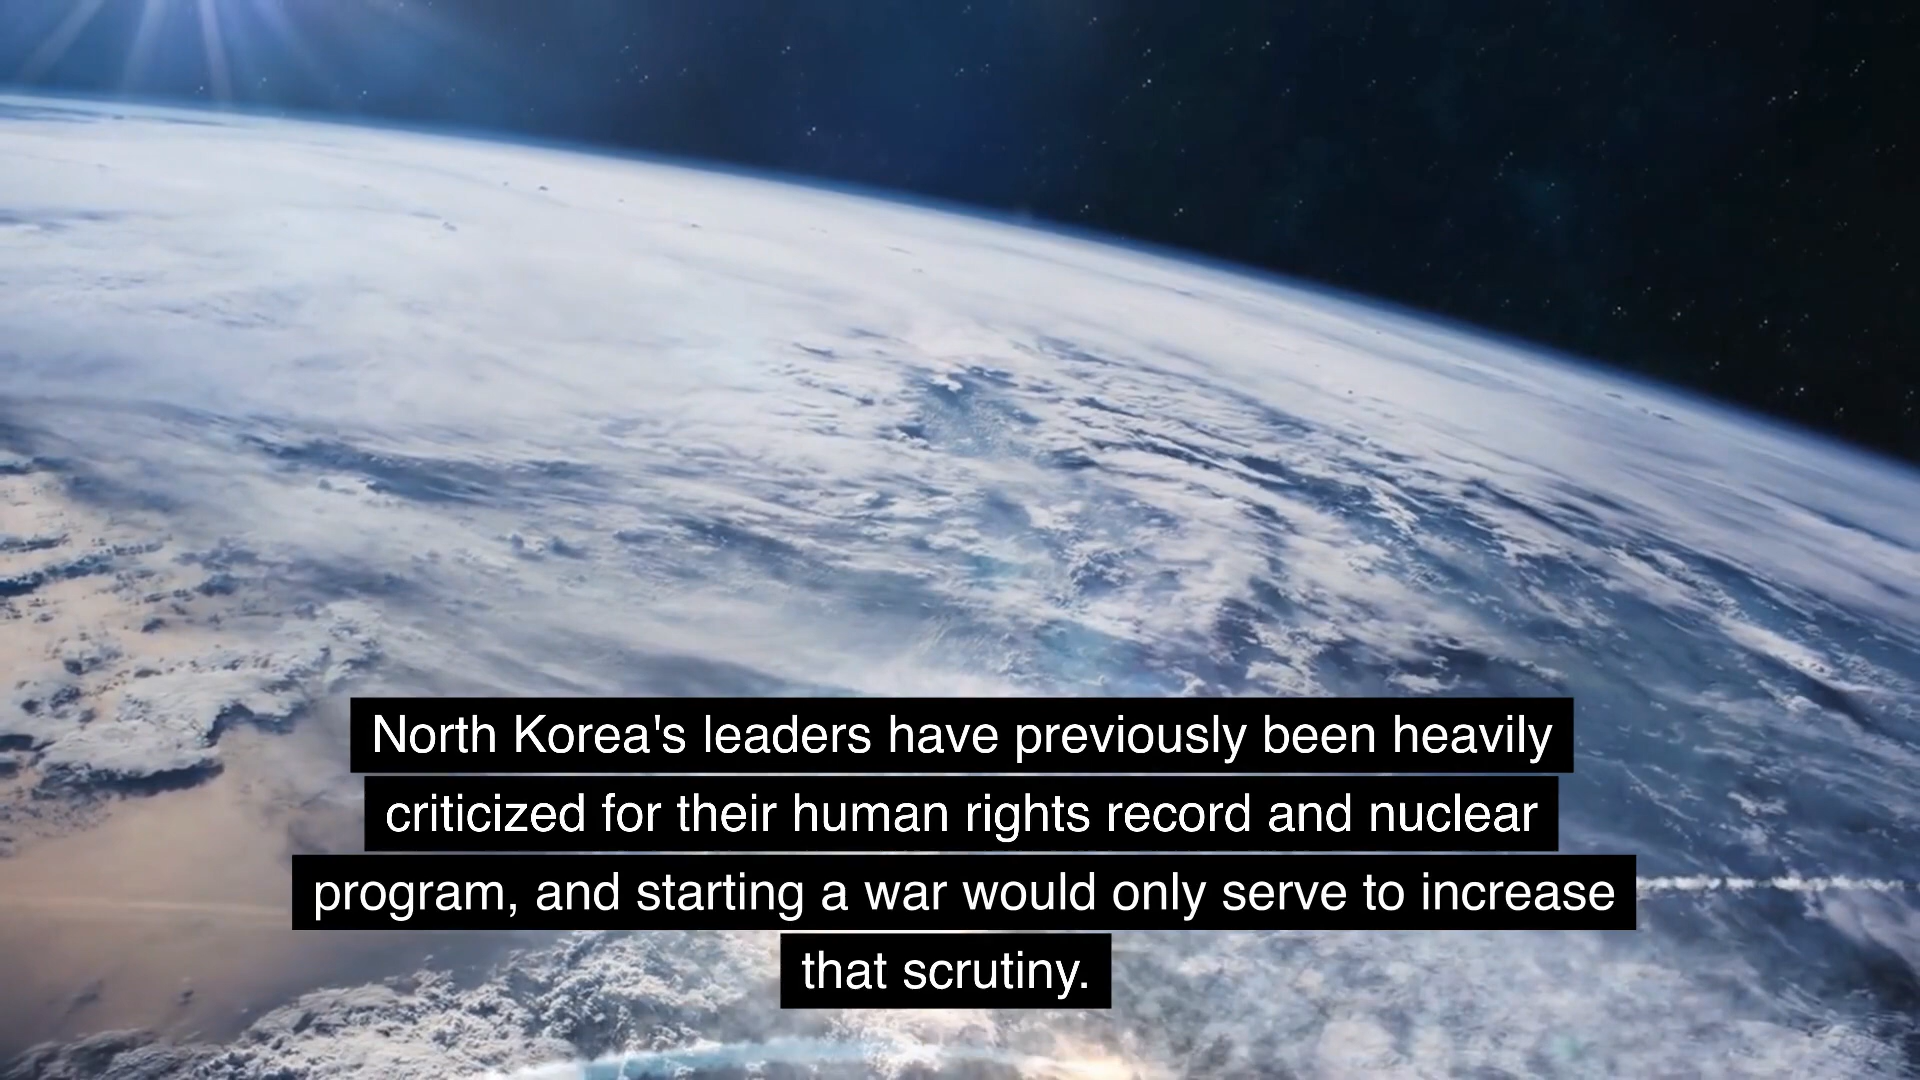 North Korea's leaders have previously been heavily
criticized for their human rights record and nuclear
program, and starting a war would only serve to increase
that scrutiny.